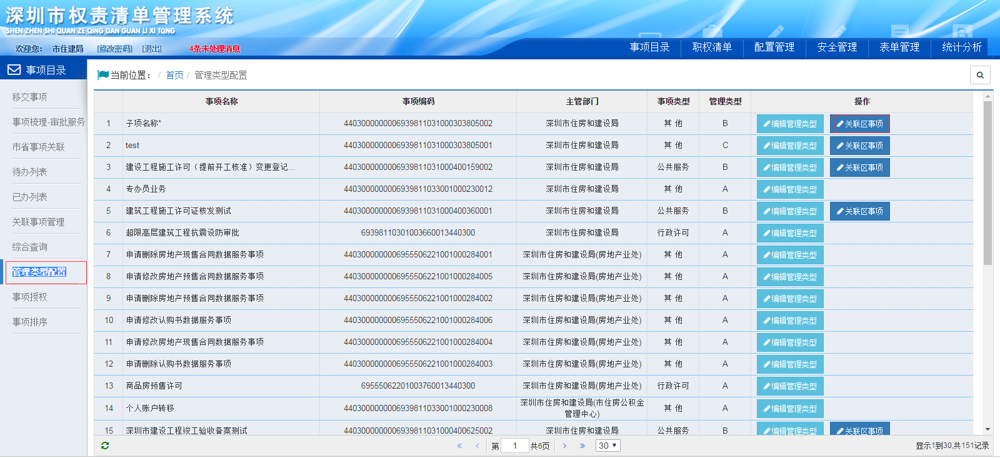 深圳市权责清单管理系统
SHEN ZHEN SHI QUAN ZE QING DAN GUAN LI XI TONG
欢迎您： 市住建局 [修改密码] [退出] 4条未处理消息
事项目录 职权清单 配置管理 安全管理 表单管理 统计分析
事项目录
移交事项
事项梳理-审批服务
市省事项关联
待办列表
已办列表
关联事项管理
综合查询
管理类型配置
事项授权
事项排序
当前位置： / 首页 / 管理类型配置
事项名称 事项编码 主管部门 事项类型 管理类型 操作
1 子项名称* 440300000000693981103100030380​5002 深圳市住房和建设局 其 他 B 编辑管理类型 关联区事项
2 test 4403000000006939811031000303805001 深圳市住房和建设局 其 他 C 编辑管理类型 关联区事项
3 建设工程施工许可（提前开工核准）变更登记... 4403000000006939811031000400159002 深圳市住房和建设局 公共服务 B 编辑管理类型 关联区事项
4 专办员业务 4403000000006939811033001000230012 深圳市住房和建设局 其 他 A 编辑管理类型
5 建筑工程施工许可证核发测试 4403000000006939811031000400360001 深圳市住房和建设局 公共服务 B 编辑管理类型 关联区事项
6 超限高层建筑工程抗震设防审批 69398110301003660013440300 深圳市住房和建设局 行政许可 A 编辑管理类型
7 申请删除房地产现售合同数据服务事项 4403000000006955506221001000284001 深圳市住房和建设局(房地产业处) 其 他 A 编辑管理类型
8 申请修改房地产预售合同数据服务事项 4403000000006955506221001000284005 深圳市住房和建设局(房地产业处) 其 他 A 编辑管理类型
9 申请删除房地产预售合同数据服务事项 4403000000006955506221001000284002 深圳市住房和建设局(房地产业处) 其 他 A 编辑管理类型
10 申请修改认购书数据服务事项 4403000000006955506221001000284006 深圳市住房和建设局(房地产业处) 其 他 A 编辑管理类型
11 申请修改房地产现售合同数据服务事项 4403000000006955506221001000284004 深圳市住房和建设局(房地产业处) 其 他 A 编辑管理类型
12 申请删除认购书数据服务事项 4403000000006955506221001000284003 深圳市住房和建设局(房地产业处) 其 他 A 编辑管理类型
13 商品房预售许可 69555062201003760013440300 深圳市住房和建设局(房地产业处) 行政许可 A 编辑管理类型
14 个人账户转移 4403000000006939811033001000230008 深圳市住房和建设局(市住房公积金管理中心) 其 他 A 编辑管理类型
15 深圳市建设工程竣工验收备案测试 4403000000006939811031000400625002 深圳市住房和建设局 公共服务 B 编辑管理类型 关联区事项
« ‹ 第 1 共6页 › » 30 显示1到30,共151记录